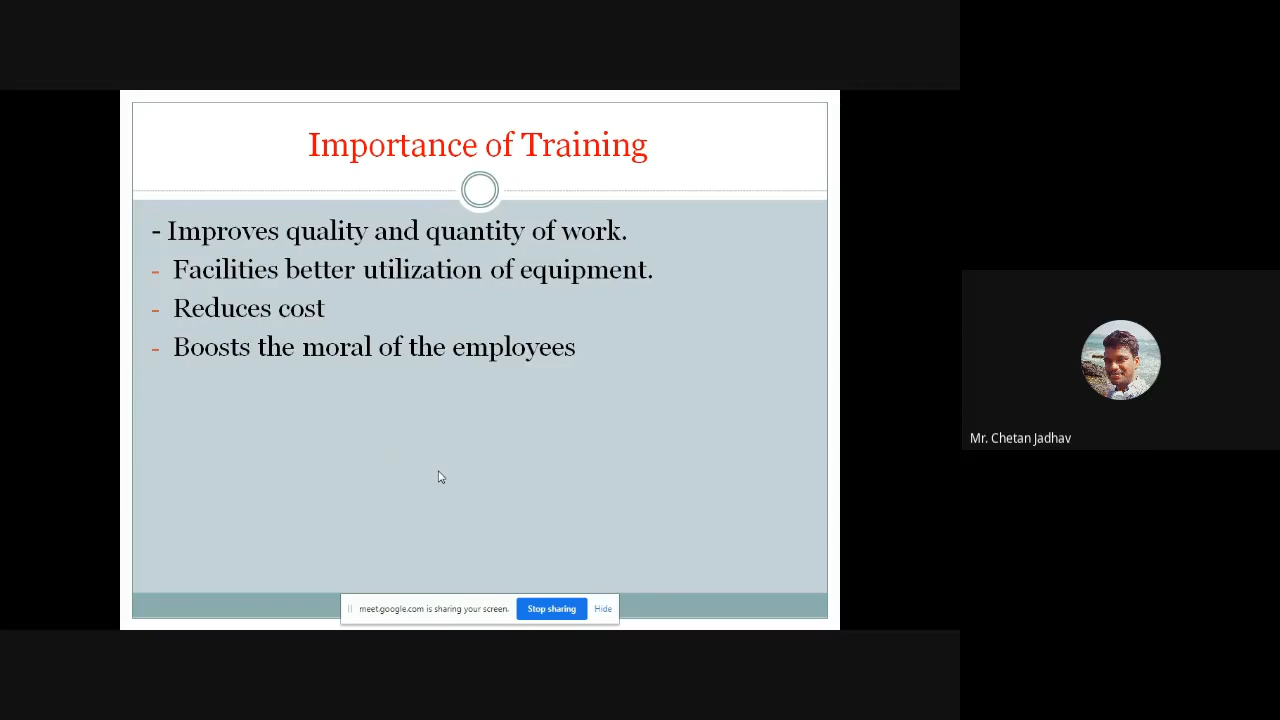 Importance of Training
- Improves quality and quantity of work.
- Facilities better utilization of equipment.
- Reduces cost
- Boosts the moral of the employees
meet.google.com is sharing your screen.
Stop sharing
Hide
Mr. Chetan Jadhav